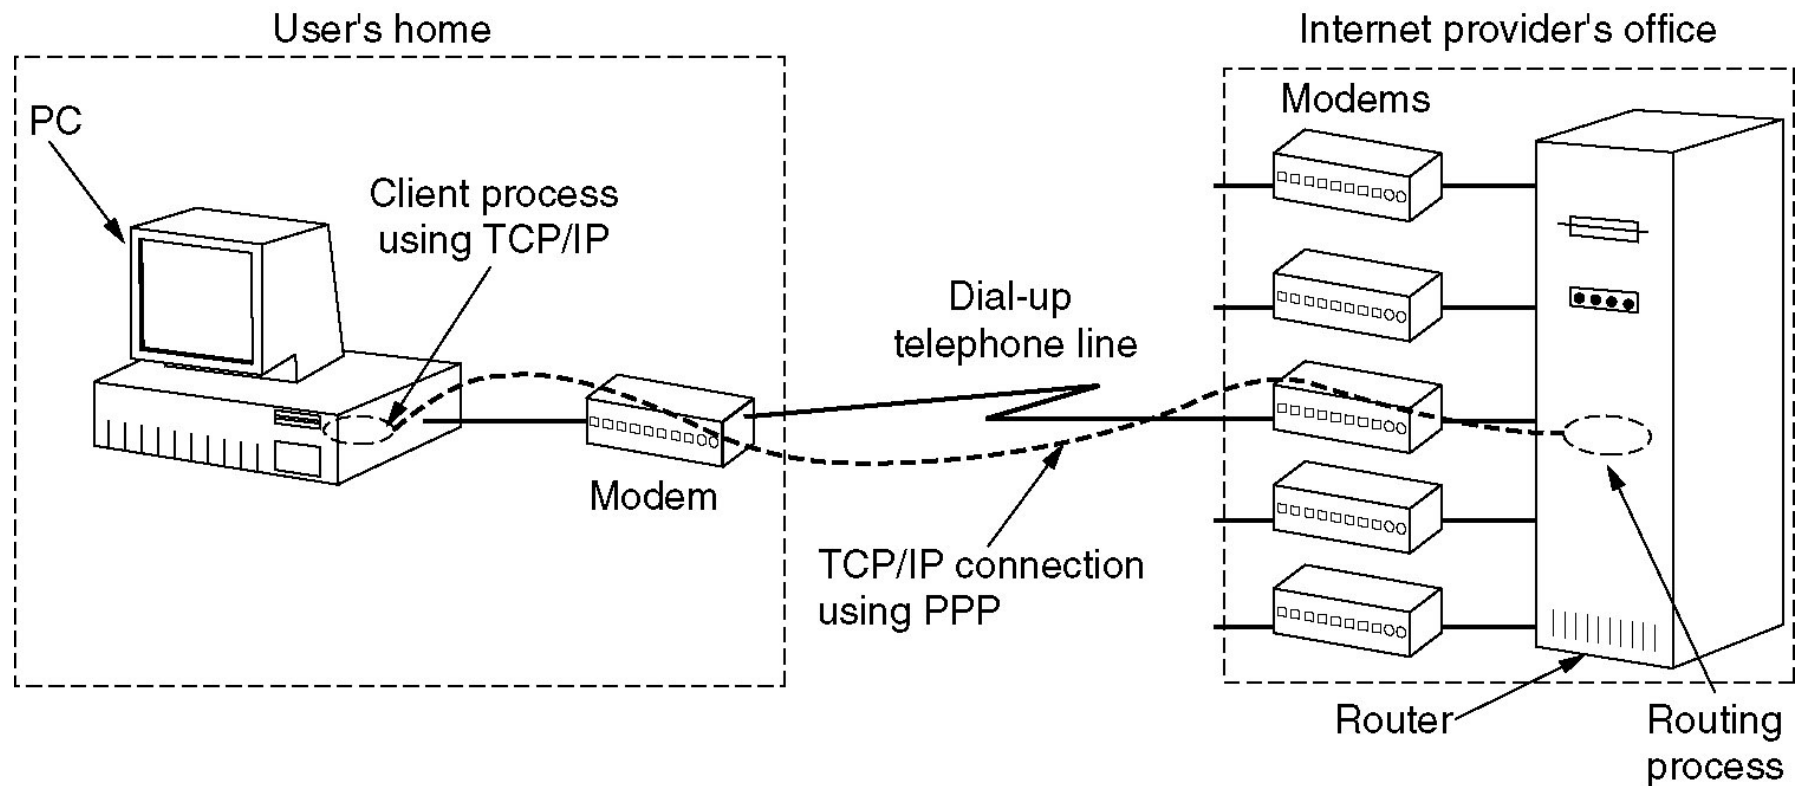 User's home
Internet provider's office
PC
Modems
Client process
using TCP/IP
Dial-up
telephone line
Modem
TCP/IP connection
using PPP
Router
Routing
process